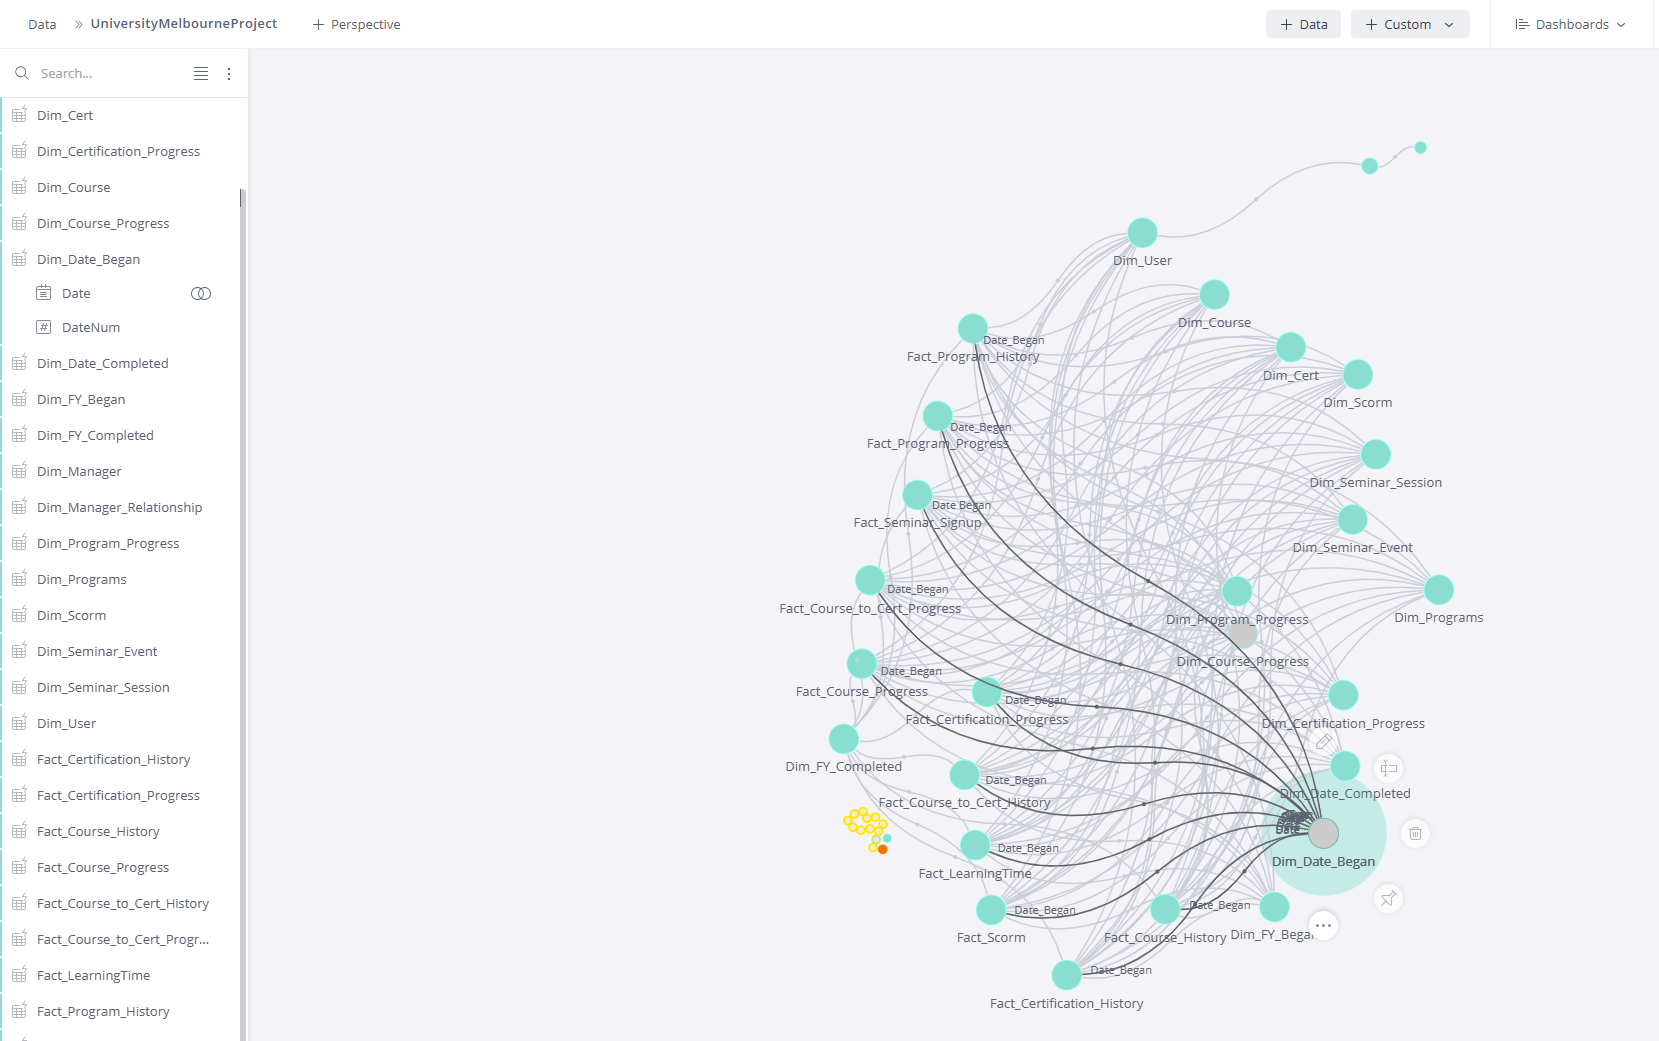 Data » UniversityMelbourneProject + Perspective + Data + Custom Dashboards
Search...
Dim_Cert
Dim_Certification_Progress
Dim_Course
Dim_Course_Progress
Dim_Date_Began
Date
DateNum
Dim_Date_Completed
Dim_FY_Began
Dim_FY_Completed
Dim_Manager
Dim_Manager_Relationship
Dim_Program_Progress
Dim_Programs
Dim_Scorm
Dim_Seminar_Event
Dim_Seminar_Session
Dim_User
Fact_Certification_History
Fact_Certification_Progress
Fact_Course_History
Fact_Course_Progress
Fact_Course_to_Cert_History
Fact_Course_to_Cert_Progr...
Fact_LearningTime
Fact_Program_History
Dim_User
Dim_Course
Date_Began
Fact_Program_History
Dim_Cert
Dim_Scorm
Date_Began
Fact_Program_Progress
Dim_Seminar_Session
Date Began
Fact_Seminar_Signup
Dim_Seminar_Event
Date_Began
Fact_Course_to_Cert_Progress
Dim_Program_Progress
Dim_Programs
Dim_Course_Progress
Date_Began
Fact_Course_Progress
Date_Began
Fact_Certification_Progress
Dim_Certification_Progress
Dim_FY_Completed
Date_Began
Fact_Course_to_Cert_History
Dim_Date_Completed
Date
Date_Began
Dim_Date_Began
Fact_LearningTime
Date_Began
Fact_Scorm
Date_Began
Fact_Course_History
Dim_FY_Began
Date_Began
Fact_Certification_History